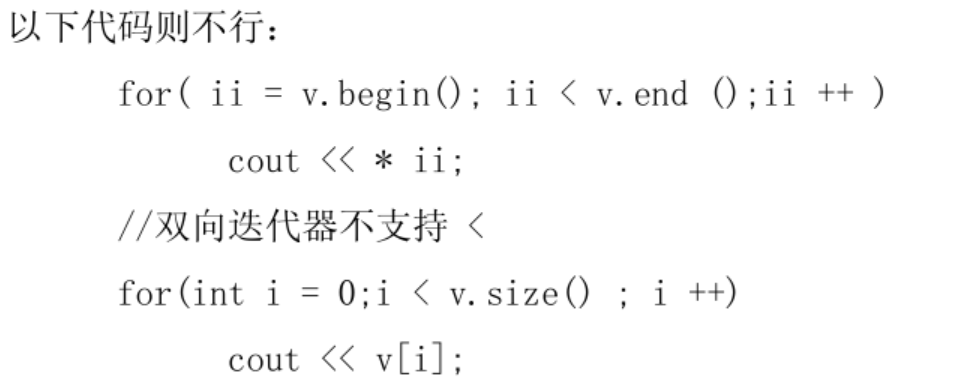 以下代码则不行：
for( ii = v.begin(); ii < v.end ();ii ++ )
cout << * ii;
//双向迭代器不支持 <
for(int i = 0;i < v.size() ; i ++)
cout << v[i];